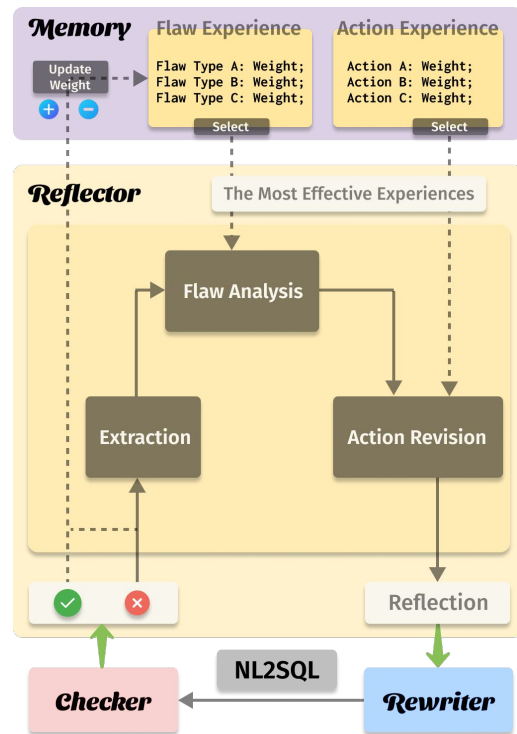 Memory
Flaw Experience
Action Experience
Update
Weight
Flaw Type A: Weight;
Flaw Type B: Weight;
Flaw Type C: Weight;
Action A: Weight;
Action B: Weight;
Action C: Weight;
Select
Select
Reflector
The Most Effective Experiences
Flaw Analysis
Extraction
Action Revision
Reflection
NL2SQL
Checker
Rewriter